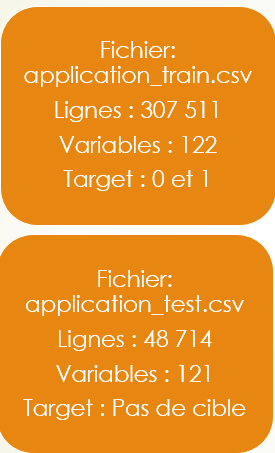 Fichier:
application_train.csv
Lignes : 307 511
Variables : 122
Target : 0 et 1
Fichier:
application_test.csv
Lignes : 48 714
Variables : 121
Target : Pas de cible